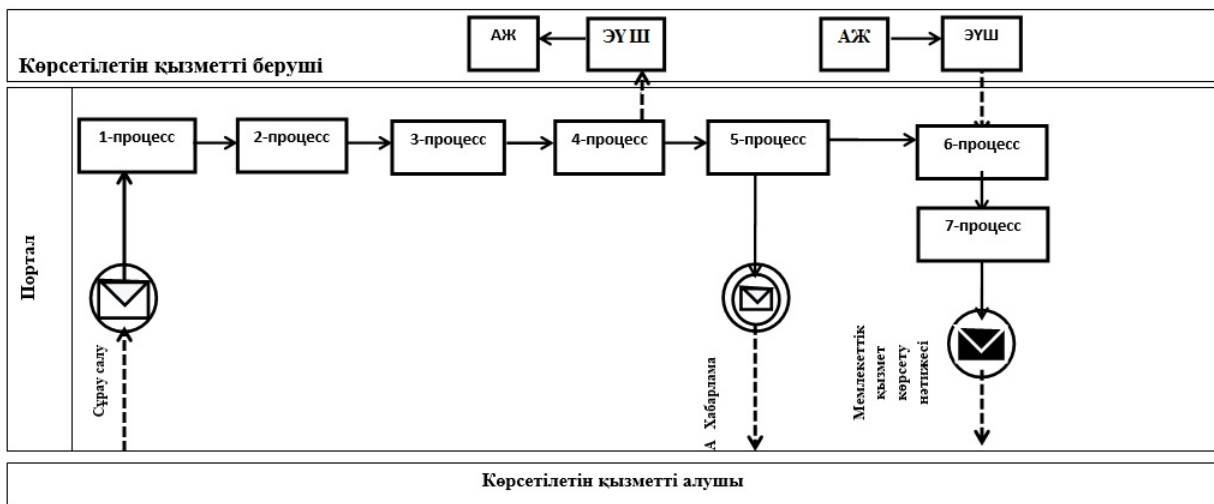 АЖ
ЭҮШ
АЖ
ЭҮШ
Көрсетілетін қызметті беруші
1-процесс
2-процесс
3-процесс
4-процесс
5-процесс
6-процесс
7-процесс
Портал
Сұрау салу
А Хабарлама
Мемлекеттік
қызмет
көрсету
нәтижесі
Көрсетілетін қызметті алушы